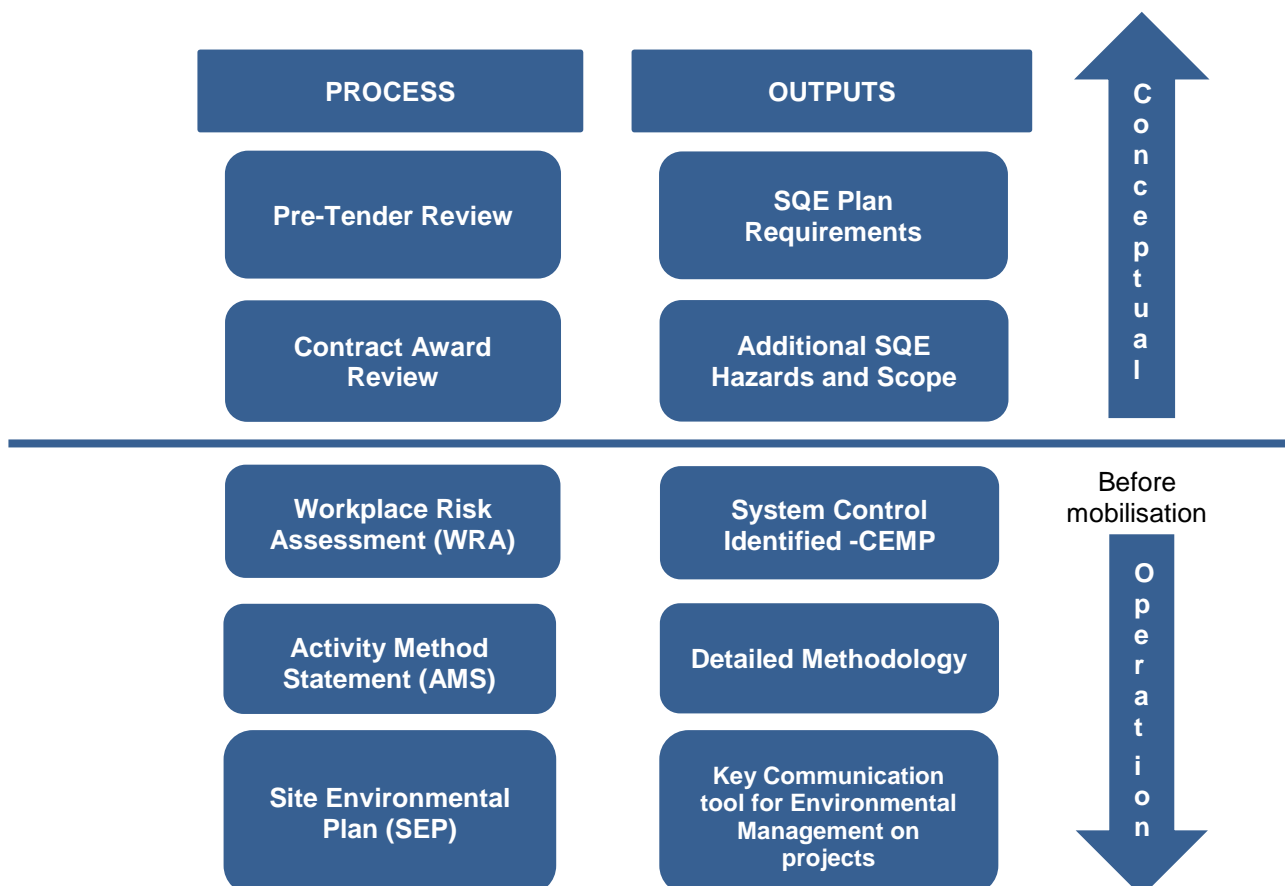 PROCESS
OUTPUTS
Pre-Tender Review
SQE Plan
Requirements
Contract Award
Review
Additional SQE
Hazards and Scope
Conceptual
Workplace Risk
Assessment (WRA)
System Control
Identified -CEMP
Before
mobilisation
Activity Method
Statement (AMS)
Detailed Methodology
Site Environmental
Plan (SEP)
Key Communication
tool for Environmental
Management on
projects
Operation